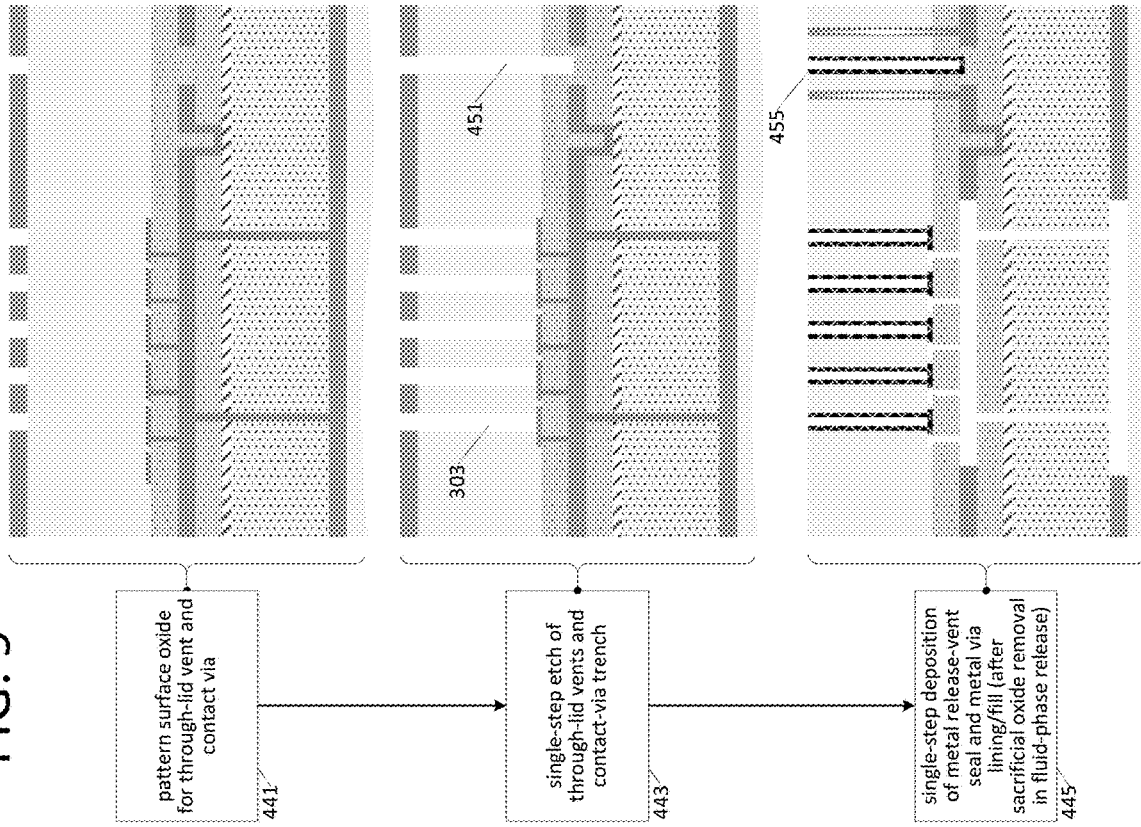 FIG.
pattern surface oxide
for through-lid vent and
contact via
441
single-step etch of
through-lid vents and
contact-via trench
443
303
451
single-step deposition
of metal release-vent
seal and metal via
lining/fill (after
sacrificial oxide removal
in fluid-phase release)
445
455